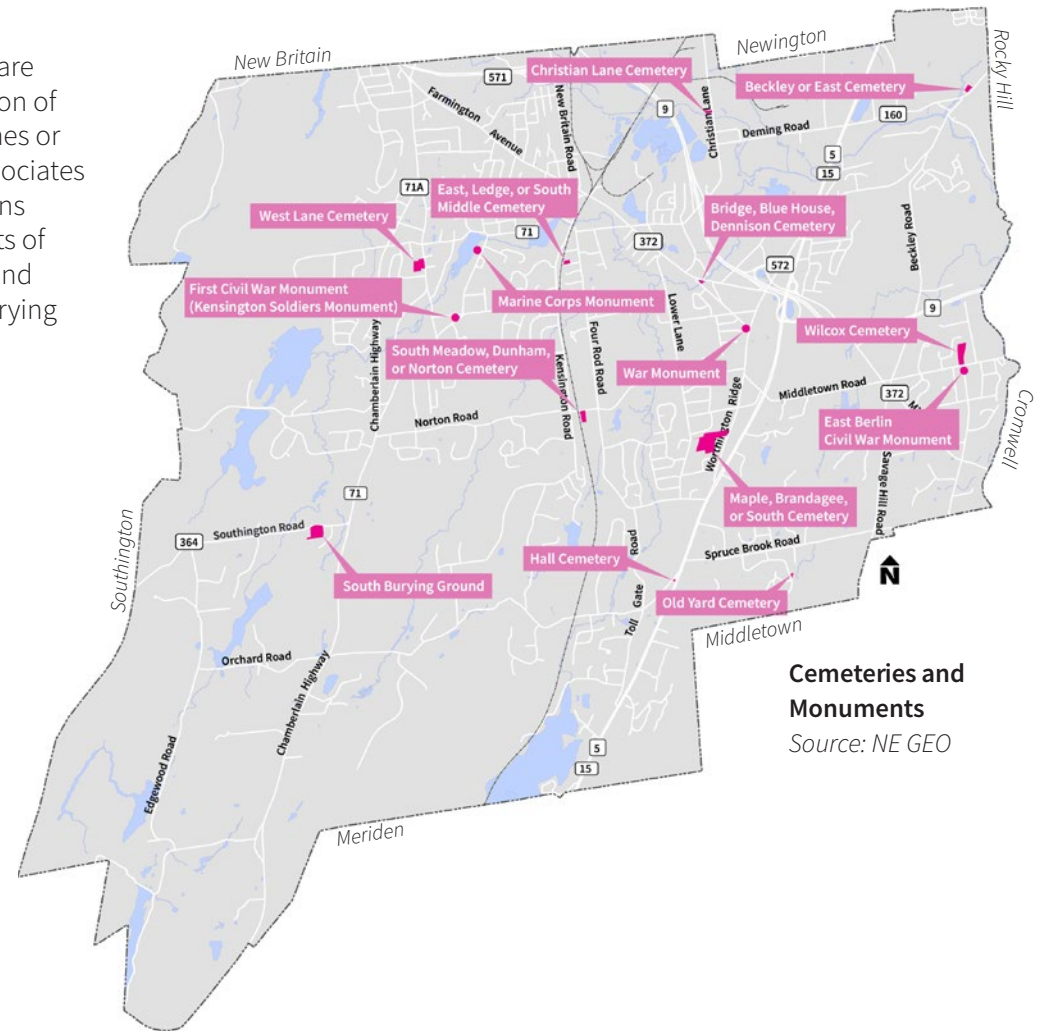 are
on of
nes or
sociates
ns
ts of
and
rying
New Britain
Newington
Rocky Hill
571
Christian Lane Cemetery
Beckley or East Cemetery
Farmington Avenue
New Britain Road
9
Christian Lane
160
Deming Road
5
15
71A
East, Ledge, or South
Middle Cemetery
West Lane Cemetery
71
372
Bridge, Blue House,
Dennison Cemetery
Beckley Road
572
First Civil War Monument
(Kensington Soldiers Monument)
Marine Corps Monument
Lower Lane
9
Wilcox Cemetery
Chamberlain Highway
South Meadow, Dunham,
or Norton Cemetery
Four Rod Road
War Monument
Kensington Road
Middletown Road
372
Norton Road
Worthington Ridge
East Berlin
Civil War Monument
Cromwell
Savage Hill Road
71
Maple, Brandagee,
or South Cemetery
Southington
364
Southington Road
Hall Cemetery
Spruce Brook Road
N
South Burying Ground
Toll Gate Road
Old Yard Cemetery
Middletown
Orchard Road
Chamberlain Highway
Cemeteries and
Monuments
Source: NE GEO
Edgewood Road
5
15
Meriden